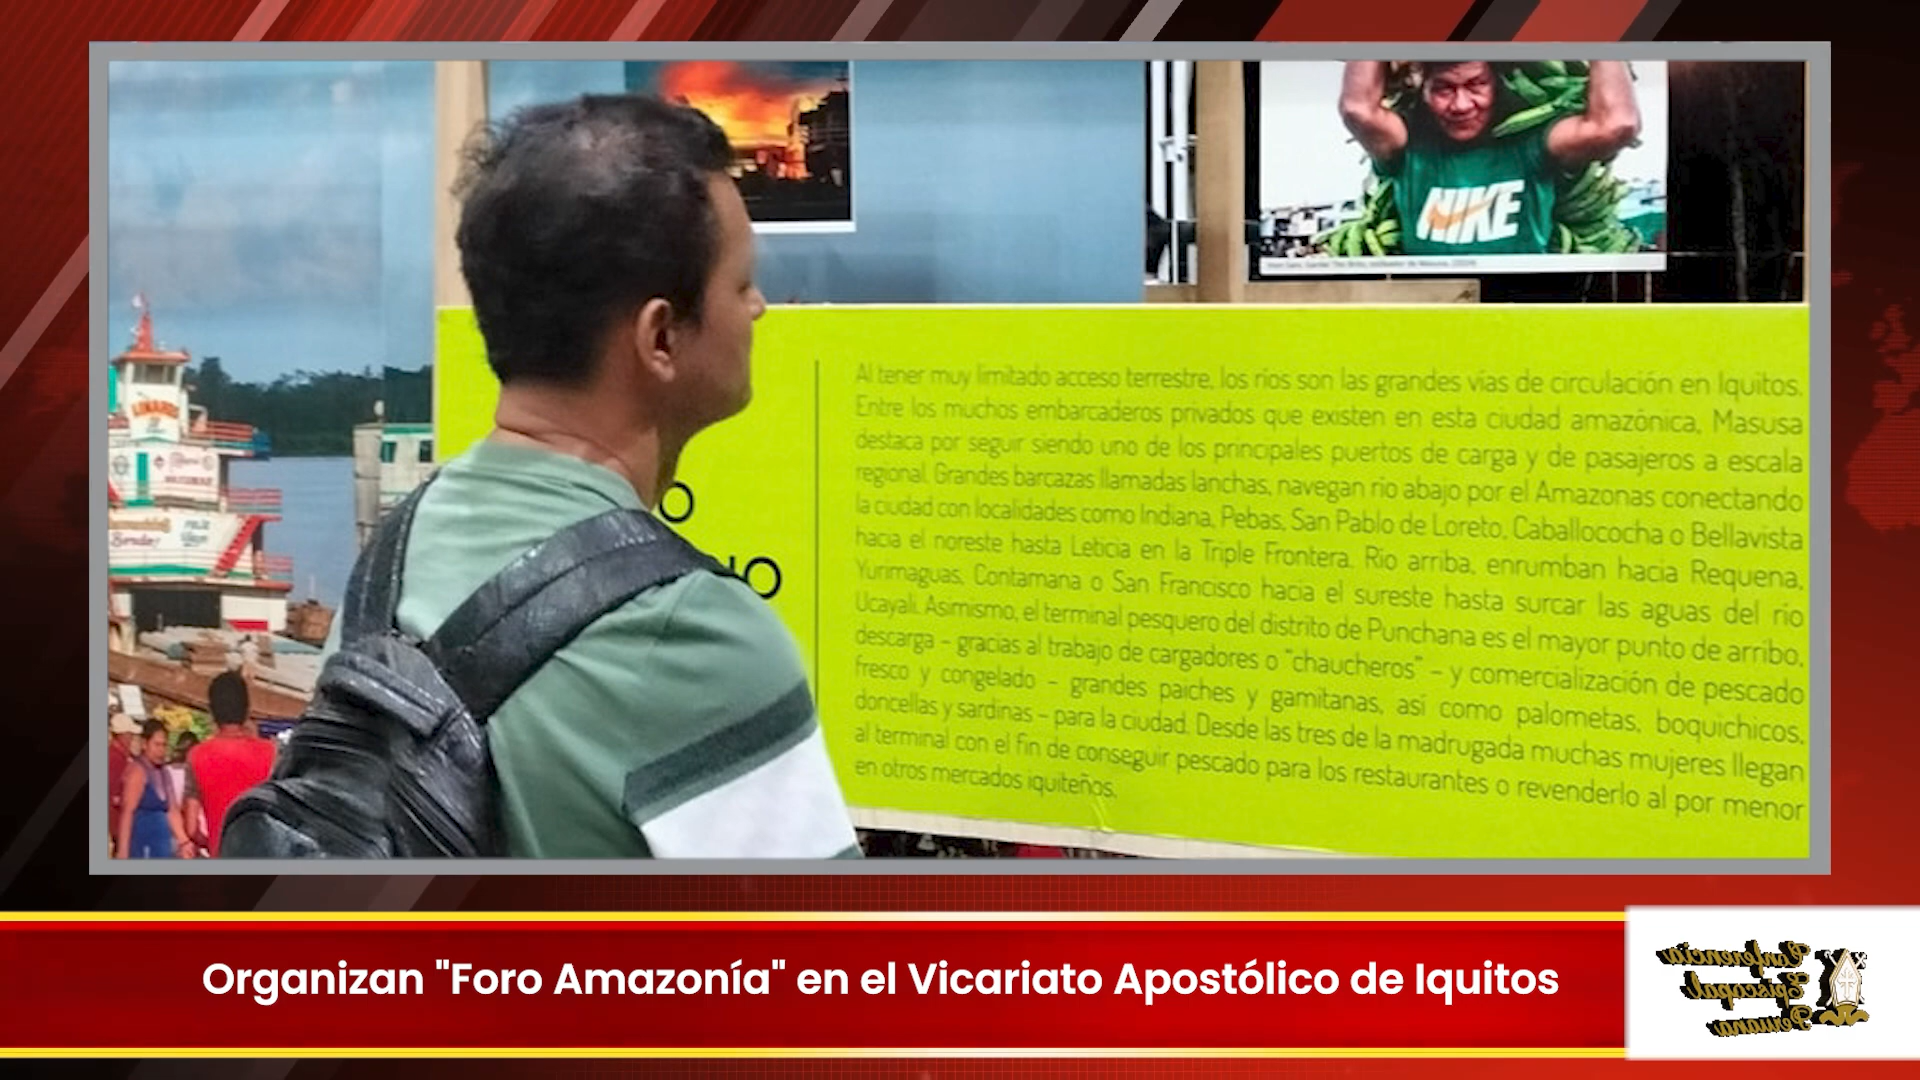 NIKE
LINARES
O
NO
Al tener muy limitado acceso terrestre, los ríos son las grandes vías de circulación en Iquitos.
Entre los muchos embarcaderos privados que existen en esta ciudad amazónica, Masusa
destaca por seguir siendo uno de los principales puertos de carga y de pasajeros a escala
regional. Grandes barcazas llamadas lanchas, navegan río abajo por el Amazonas conectando
la ciudad con localidades como Indiana, Pebas, San Pablo de Loreto, Caballococha o Bellavista
hacia el noreste hasta Leticia en la Triple Frontera. Río arriba, enrumban hacia Requena,
Yurimaguas, Contamana o San Francisco hacia el sureste hasta surcar las aguas del río
Ucayali. Asimismo, el terminal pesquero del distrito de Punchana es el mayor punto de arribo,
descarga – gracias al trabajo de cargadores o "chaucheros" – y comercialización de pescado
fresco y congelado – grandes paiches y gamitanas, así como palometas, boquichicos,
doncellas y sardinas – para la ciudad. Desde las tres de la madrugada muchas mujeres llegan
al terminal con el fin de conseguir pescado para los restaurantes o revenderlo al por menor
en otros mercados iquiteños.
Organizan "Foro Amazonía" en el Vicariato Apostólico de Iquitos
Conferencia
Episcopal
Peruana